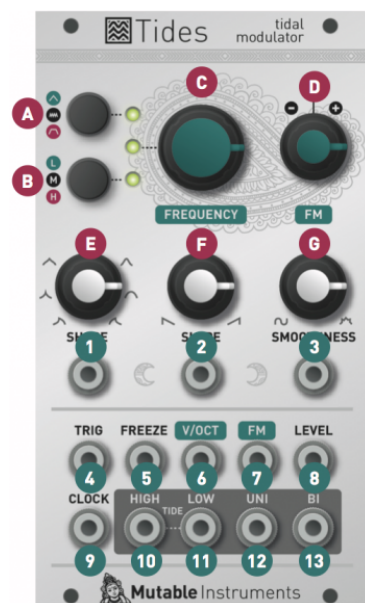 Tides
tidal
modulator
A
B
L
M
H
C
D
FREQUENCY
FM
E
F
G
SMOOTHNESS
1
2
3
TRIG
FREEZE
V/OCT
FM
LEVEL
4
5
6
7
8
CLOCK
HIGH
LOW
UNI
BI
TIDE
9
10
11
12
13
Mutable Instruments